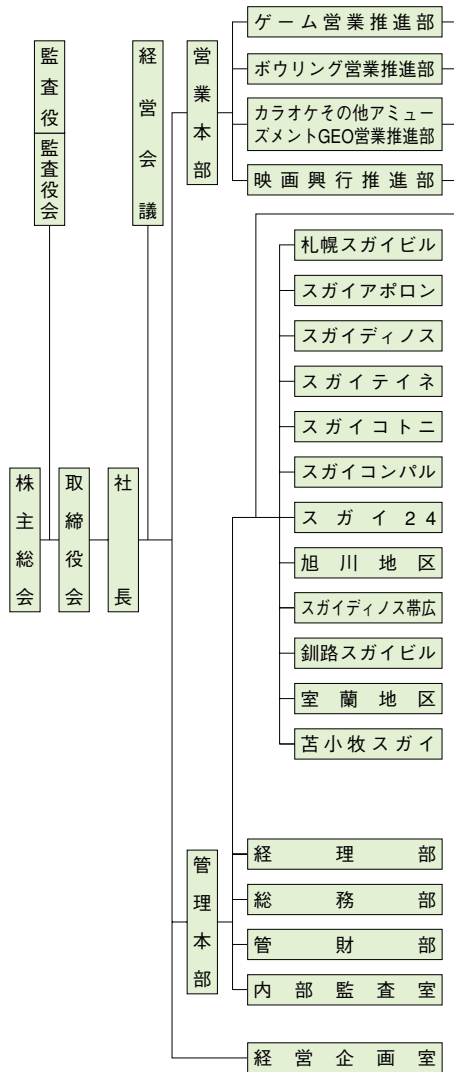 監査役
監査役会
経営会議
営業本部
ゲーム営業推進部
ボウリング営業推進部
カラオケその他アミュー
ズメントGEO営業推進部
映画興行推進部
札幌スガイビル
スガイアポロン
スガイディノス
スガイテイネ
スガイコトニ
スガイコンパル
スガイ24
旭川地区
スガイディノス帯広
釧路スガイビル
室蘭地区
苫小牧スガイ
株主総会
取締役会
社長
管理本部
経理部
総務部
管財部
内部監査室
経営企画室